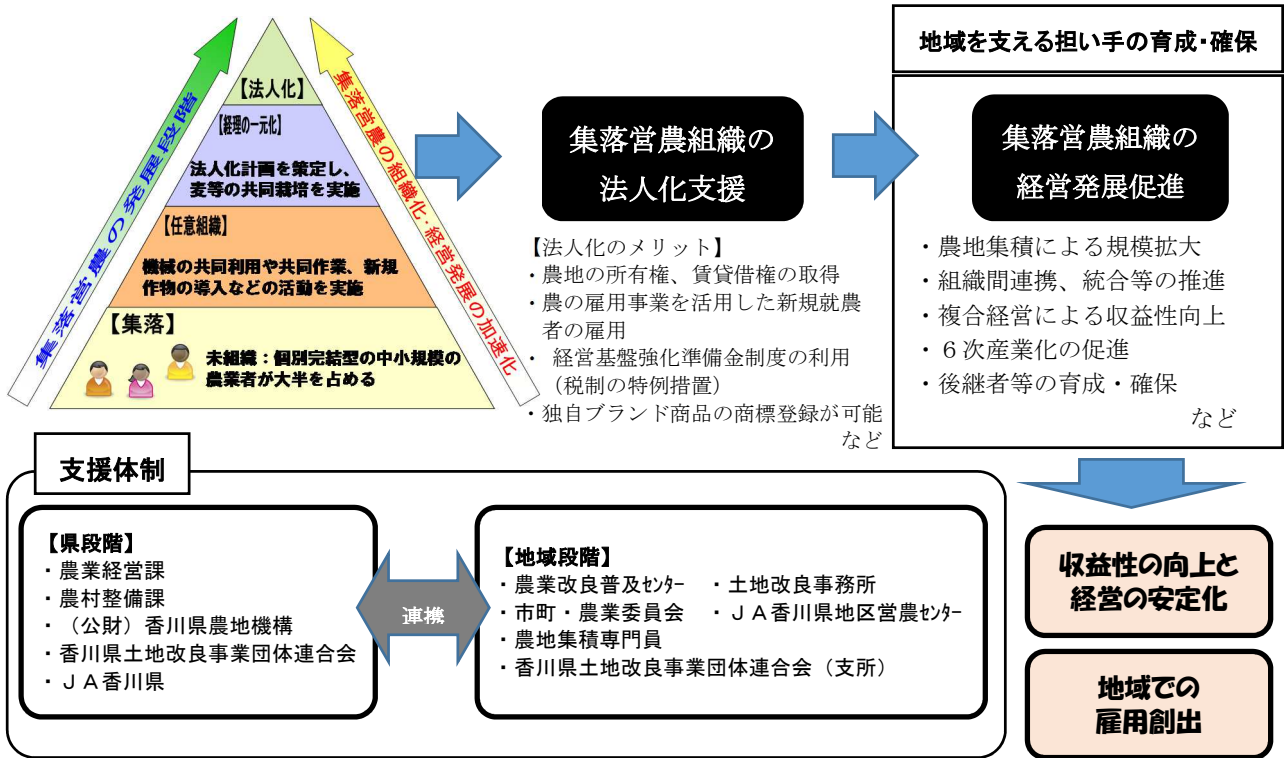 集落営農の発展段階
【法人化】
【経理の一元化】
法人化計画を策定し、
麦等の共同栽培を実施
【任意組織】
機械の共同利用や共同作業、新規
作物の導入などの活動を実施
【集落】
未組織：個別完結型の中小規模の
農業者が大半を占める
集落営農の組織化・経営発展の加速化
集落営農組織の
法人化支援
【法人化のメリット】
・農地の所有権、賃貸借権の取得
・農の雇用事業を活用した新規就農
者の雇用
・ 経営基盤強化準備金制度の利用
（税制の特例措置）
・独自ブランド商品の商標登録が可能
など
地域を支える担い手の育成・確保
集落営農組織の
経営発展促進
・農地集積による規模拡大
・組織間連携、統合等の推進
・複合経営による収益性向上
・６次産業化の促進
・後継者等の育成・確保
など
支援体制
【県段階】
・農業経営課
・農村整備課
・（公財）香川県農地機構
・香川県土地改良事業団体連合会
・ＪＡ香川県
連携
【地域段階】
・農業改良普及ｾﾝﾀｰ ・土地改良事務所
・市町・農業委員会 ・ＪＡ香川県地区営農ｾﾝﾀｰ
・農地集積専門員
・香川県土地改良事業団体連合会（支所）
収益性の向上と
経営の安定化
地域での
雇用創出